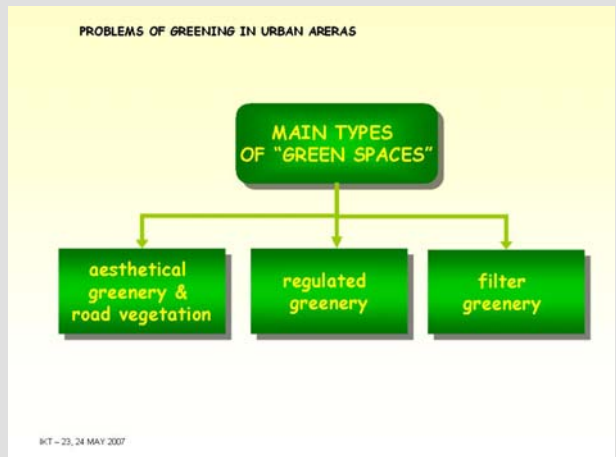 PROBLEMS OF GREENING IN URBAN ARERAS
MAIN TYPES
OF “GREEN SPACES”
aesthetical
greenery &
road vegetation
regulated
greenery
filter
greenery
IKT – 23, 24 MAY 2007